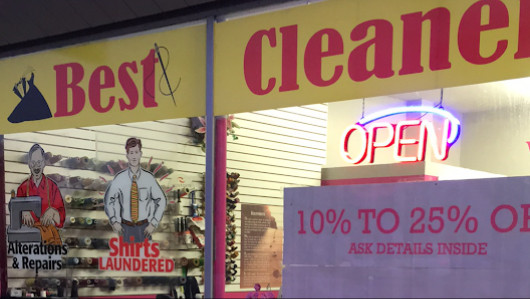 Best
Cleane
OPEN
Alterations
& Repairs
Shirts
LAUNDERED
10% TO 25% O
ASK DETAILS INSIDE